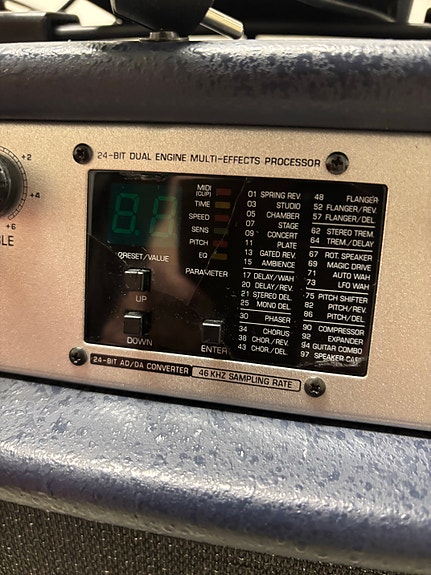 +2
+4
+6
BLE
24-BIT DUAL ENGINE MULTI-EFFECTS PROCESSOR
8.8
PRESET/VALUE
UP
DOWN
MIDI
(CLIP)
TIME
SPEED
SENS
PITCH
EQ
PARAMETER
ENTER
01 SPRING REV.
03 STUDIO
05 CHAMBER
07 STAGE
09 CONCERT
11 PLATE
13 GATED REV.
15 AMBIENCE
17 DELAY/WAH
20 DELAY/REV.
21 STEREO DEL.
25 MONO DEL.
30 PHASER
34 CHORUS
38 CHOR/REV.
43 CHOR./DEL
48 FLANGER
52 FLANGER/REV.
57 FLANGER/DEL
62 STEREO TREM.
64 TREM./DELAY
67 ROT. SPEAKER
69 MAGIC DRIVE
71 AUTO WAH
73 LFO WAH
75 PITCH SHIFTER
82 PITCH/REV.
86 PITCH/DEL
90 COMPRESSOR
92 EXPANDER
94 GUITAR COMBO
97 SPEAKER CAB.
24-BIT AD/DA CONVERTER
46 KHZ SAMPLING RATE